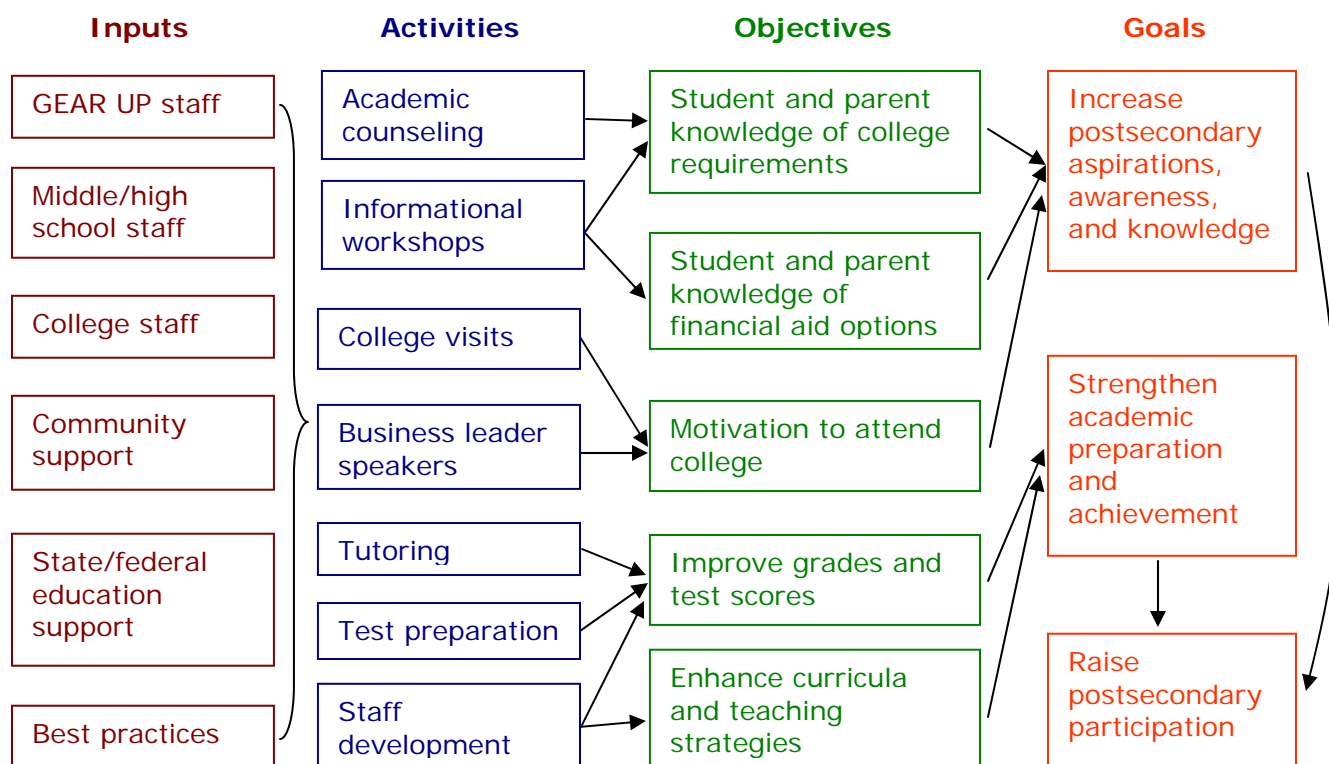 Inputs
Activities
Objectives
Goals
GEAR UP staff
Middle/high
school staff
College staff
Community
support
State/federal
education
support
Best practices
Academic
counseling
Informational
workshops
College visits
Business leader
speakers
Tutoring
Test preparation
Staff
development
Student and parent
knowledge of college
requirements
Student and parent
knowledge of
financial aid options
Motivation to attend
college
Improve grades and
test scores
Enhance curricula
and teaching
strategies
Increase
postsecondary
aspirations,
awareness,
and knowledge
Strengthen
academic
preparation
and
achievement
Raise
postsecondary
participation